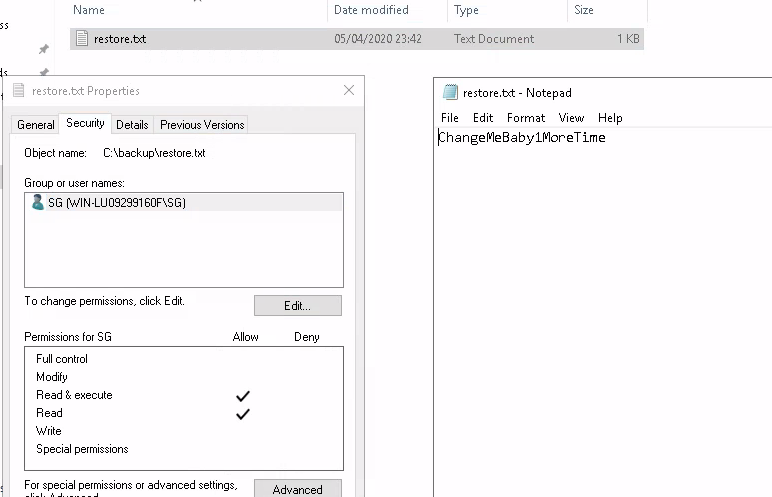 Name Date modified Type Size
restore.txt 05/04/2020 23:42 Text Document 1 KB
restore.txt Properties
General Security Details Previous Versions
Object name: C:\backup\restore.txt
Group or user names:
SG (WIN-LU09299160F\SG)
To change permissions, click Edit.
Edit...
Permissions for SG Allow Deny
Full control
Modify
Read & execute
Read
Write
Special permissions
For special permissions or advanced settings,
click Advanced
Advanced
restore.txt - Notepad
File Edit Format View Help
ChangeMeBaby1MoreTime